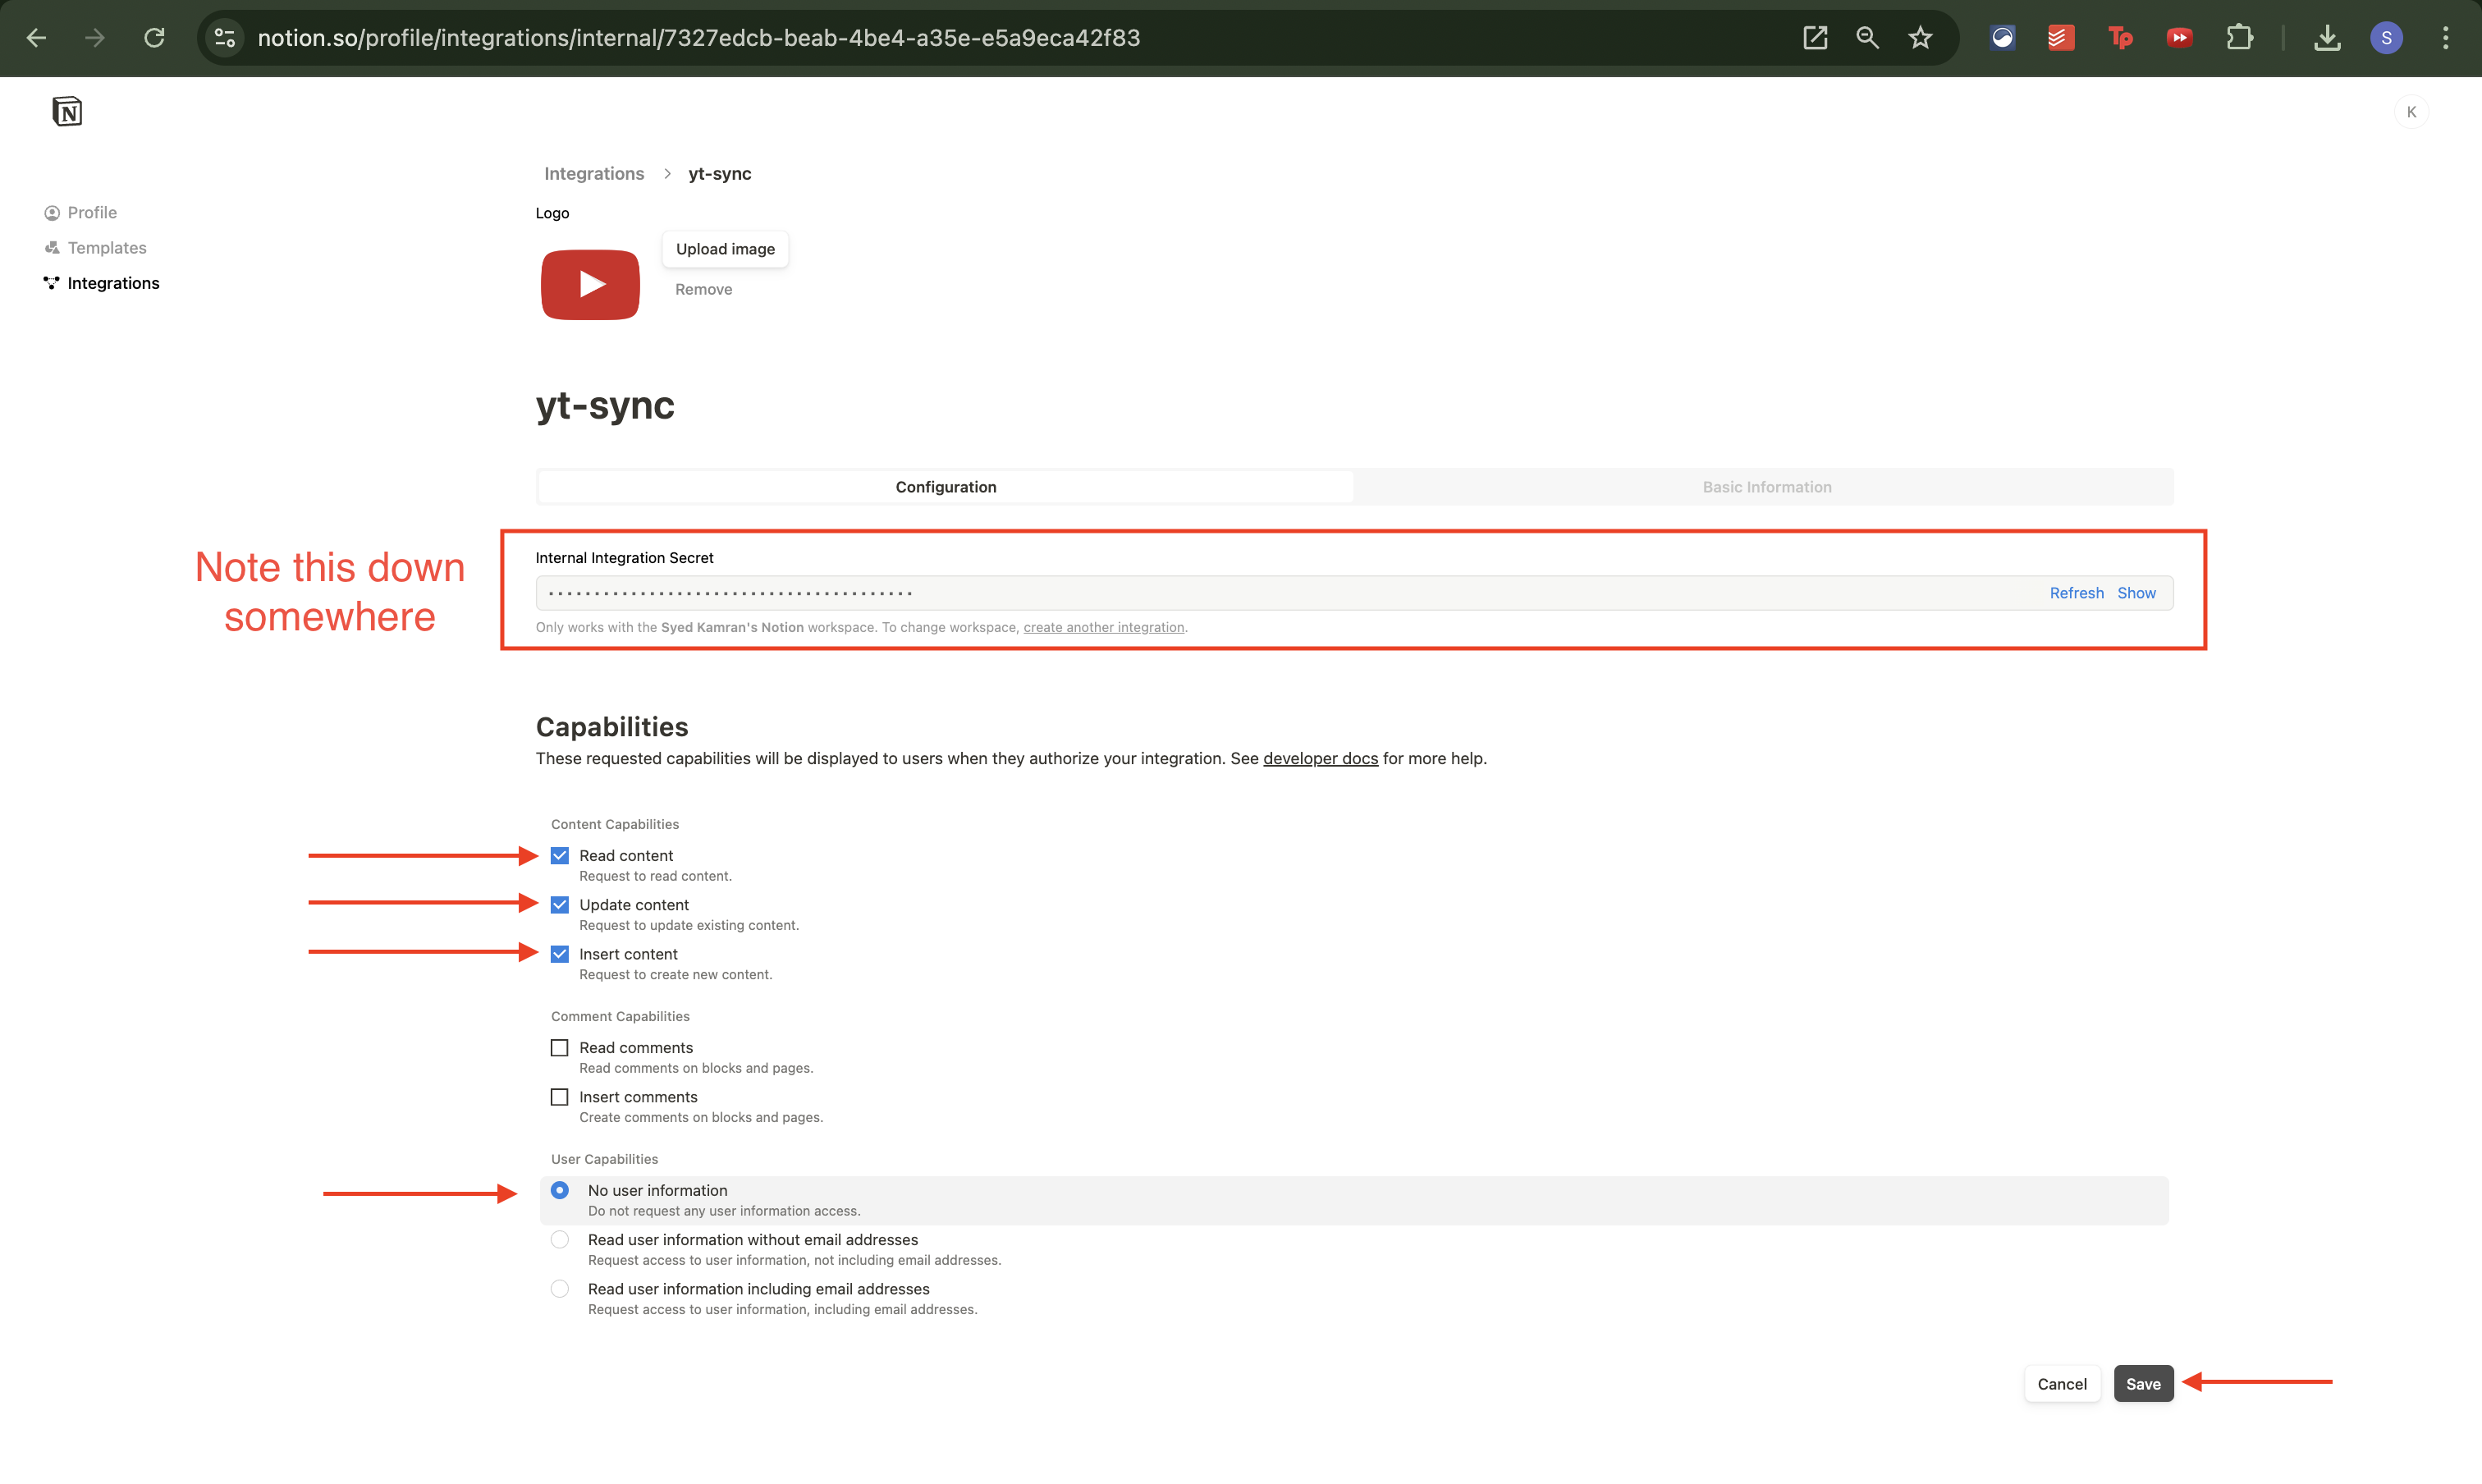 notion.so/profile/integrations/internal/7327edcb-beab-4be4-a35e-e5a9eca42f83
Tp
S
N
K
Integrations > yt-sync
Profile
Templates
Integrations
Logo
Upload image
Remove
yt-sync
Configuration
Basic Information
Note this down
somewhere
Internal Integration Secret
Refresh Show
Only works with the Syed Kamran's Notion workspace. To change workspace, create another integration.
Capabilities
These requested capabilities will be displayed to users when they authorize your integration. See developer docs for more help.
Content Capabilities
Read content
Request to read content.
Update content
Request to update existing content.
Insert content
Request to create new content.
Comment Capabilities
Read comments
Read comments on blocks and pages.
Insert comments
Create comments on blocks and pages.
User Capabilities
No user information
Do not request any user information access.
Read user information without email addresses
Request access to user information, not including email addresses.
Read user information including email addresses
Request access to user information, including email addresses.
Cancel
Save